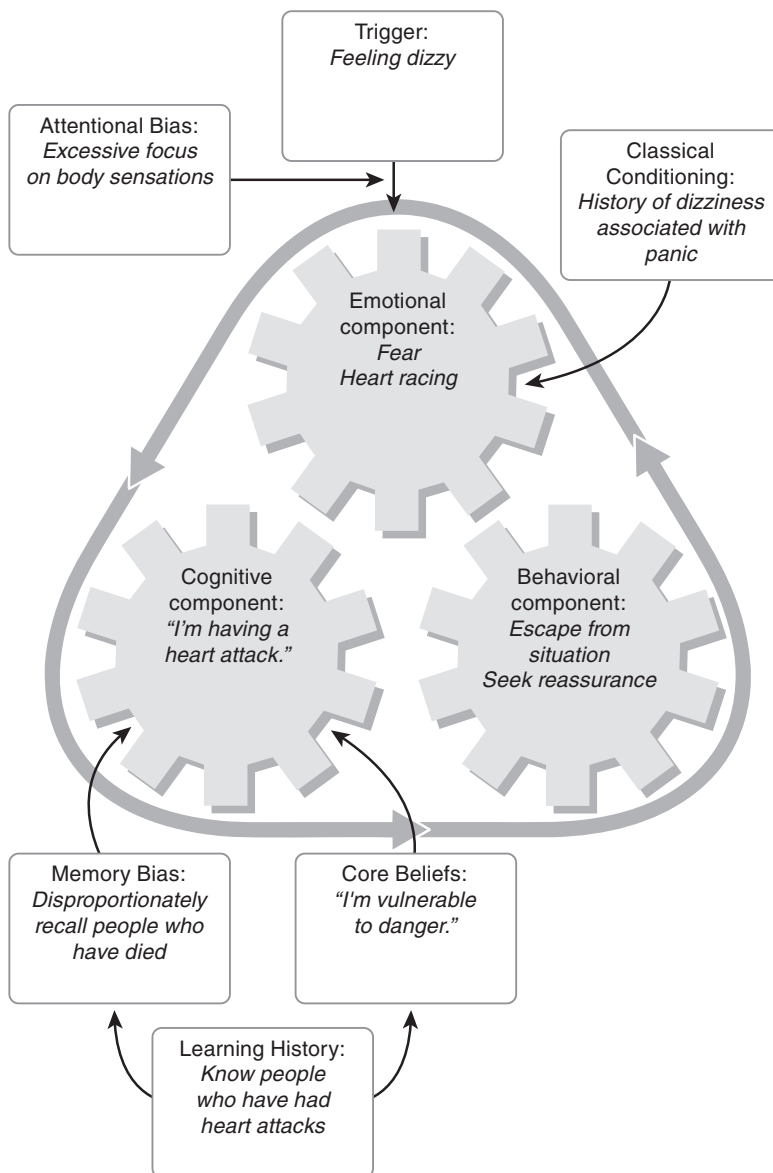 Trigger:
Feeling dizzy
Attentional Bias:
Excessive focus
on body sensations
Classical
Conditioning:
History of dizziness
associated with
panic
Emotional
component:
Fear
Heart racing
Cognitive
component:
“I’m having a
heart attack.”
Behavioral
component:
Escape from
situation
Seek reassurance
Memory Bias:
Disproportionately
recall people who
have died
Core Beliefs:
“I'm vulnerable
to danger.”
Learning History:
Know people
who have had
heart attacks